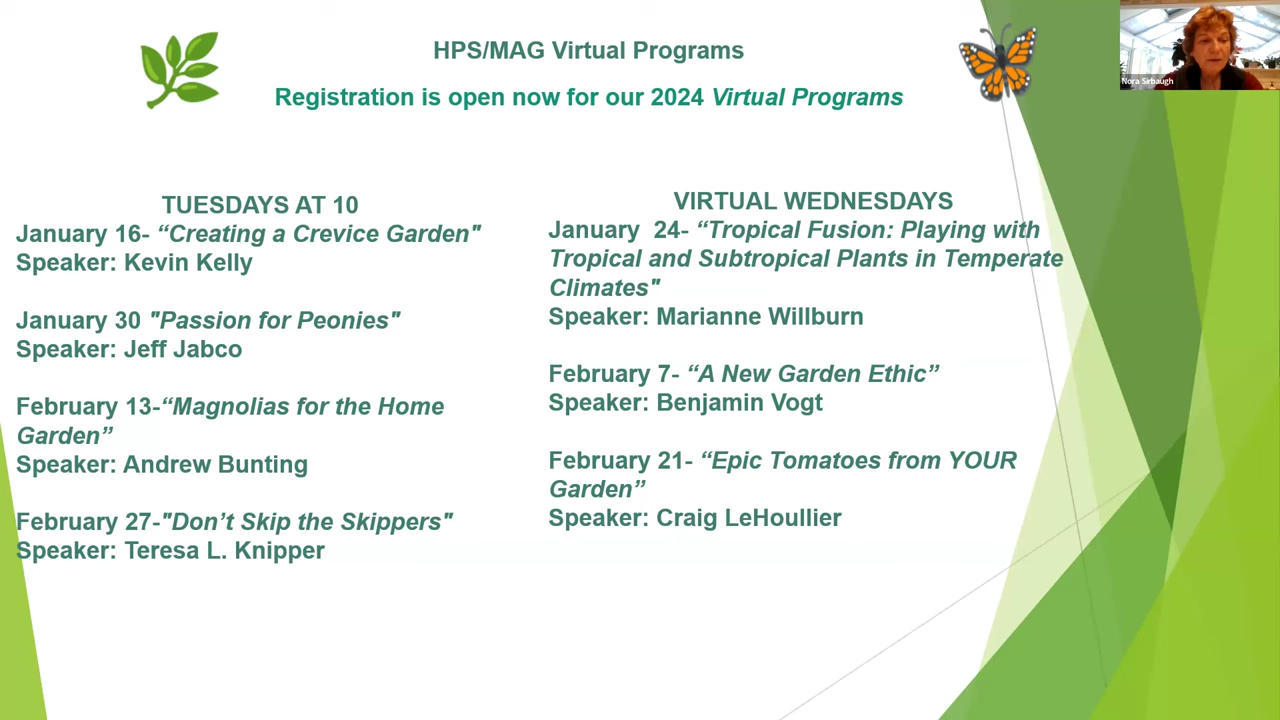 HPS/MAG Virtual Programs
Registration is open now for our 2024 Virtual Programs
Nora Sirbaugh
TUESDAYS AT 10
January 16- “Creating a Crevice Garden"
Speaker: Kevin Kelly
January 30 "Passion for Peonies"
Speaker: Jeff Jabco
February 13-“Magnolias for the Home
Garden”
Speaker: Andrew Bunting
February 27-"Don’t Skip the Skippers"
Speaker: Teresa L. Knipper
VIRTUAL WEDNESDAYS
January  24- “Tropical Fusion: Playing with
Tropical and Subtropical Plants in Temperate
Climates"
Speaker: Marianne Willburn
February 7- “A New Garden Ethic”
Speaker: Benjamin Vogt
February 21- “Epic Tomatoes from YOUR
Garden”
Speaker: Craig LeHoullier